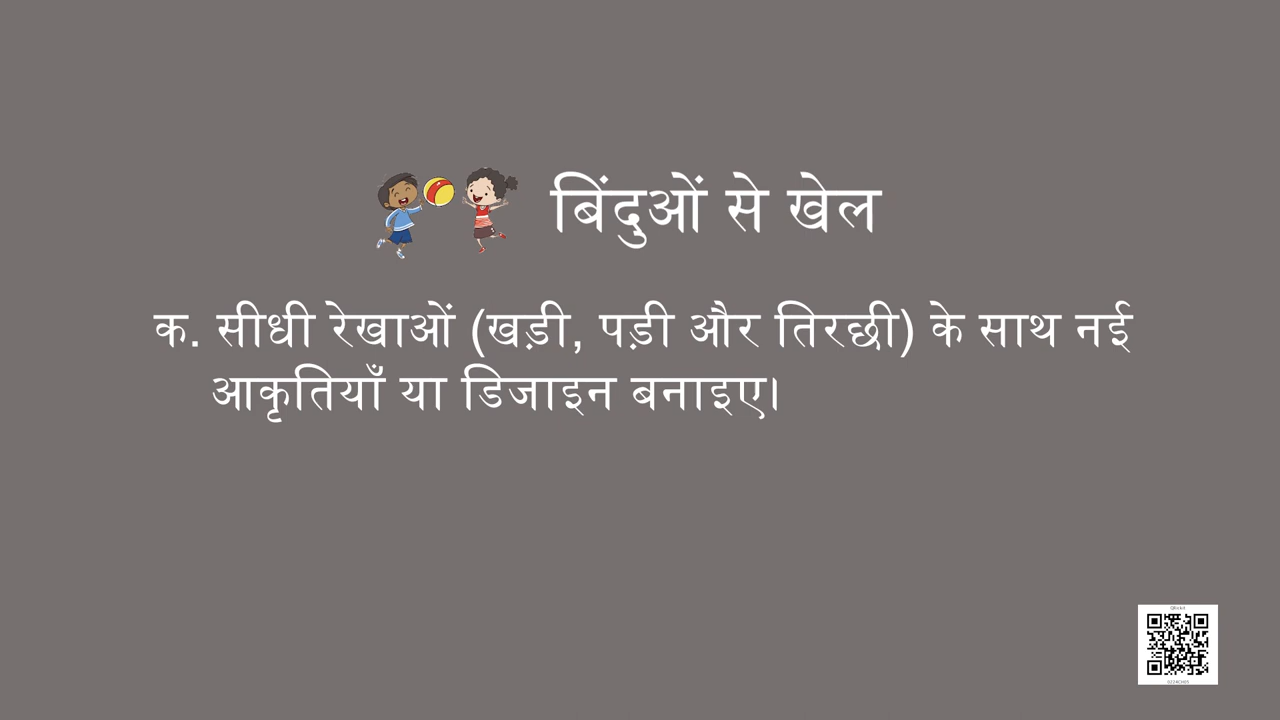 बिंदुओं से खेल
क. सीधी रेखाओं (खड़ी, पड़ी और तिरछी) के साथ नई
आकृतियाँ या डिजाइन बनाइए।